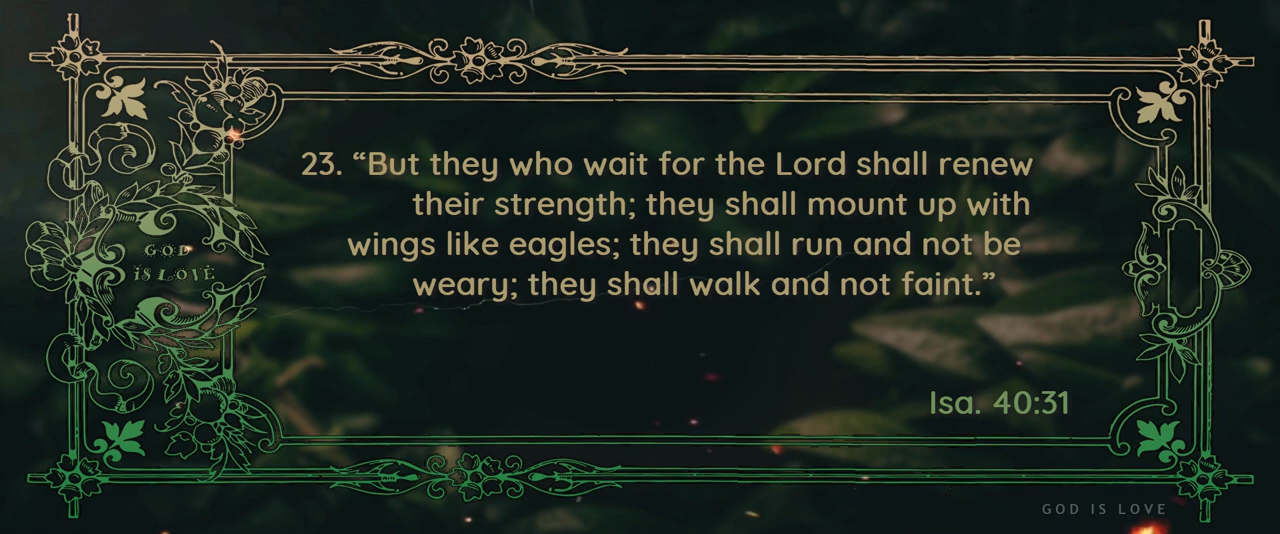 23. “But they who wait for the Lord shall renew
their strength; they shall mount up with
wings like eagles; they shall run and not be
weary; they shall walk and not faint.”
Isa. 40:31
GOD
iS LOVE
GOD IS LOVE